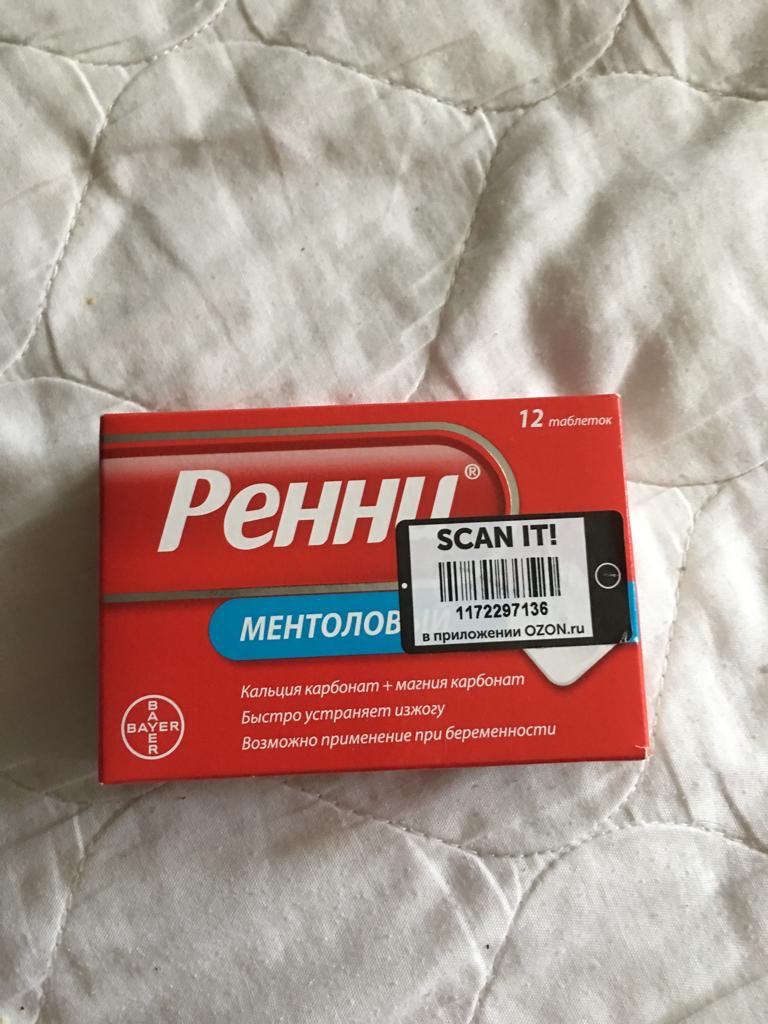 12 таблеток
Ренни®
SCAN IT!
1172297136
в приложении OZON.ru
Кальция карбонат + магния карбонат
Быстро устраняет изжогу
Возможно применение при беременности
BAYER
BAYER